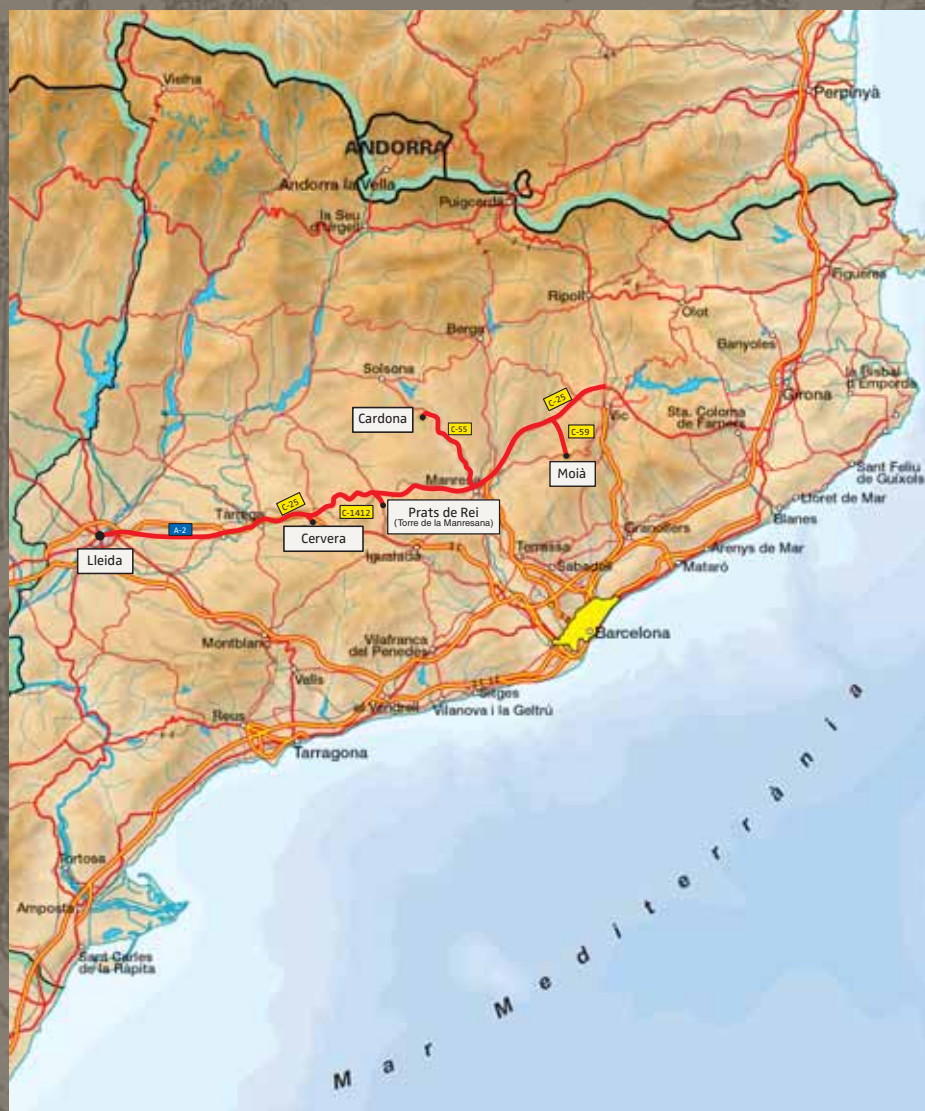 Vielha
Perpinyà
ANDORRA
Andorra la Vella
Puigcerdà
la Seu
d'Urgell
Figueres
Ripoll
Olot
Berga
Banyoles
Solsona
la Bisbal
d'Empordà
Girona
Cardona
C-55
C-25
Vic
Sta. Coloma
de Farners
C-59
Moià
Manresa
Sant Feliu
de Guíxols
Lloret de Mar
Blanes
C-25
C-1412
Prats de Rei
(Torre de la Manresana)
Tàrrega
A-2
Cervera
Lleida
Igualada
Granollers
Terrassa
Sabadell
Arenys de Mar
Mataró
Barcelona
Montblanc
Vilafranca
del Penedès
Valls
Sitges
el Vendrell
Vilanova i la Geltrú
Reus
Tarragona
Tortosa
Amposta
Sant Carles
de la Ràpita
Mar Mediterrània